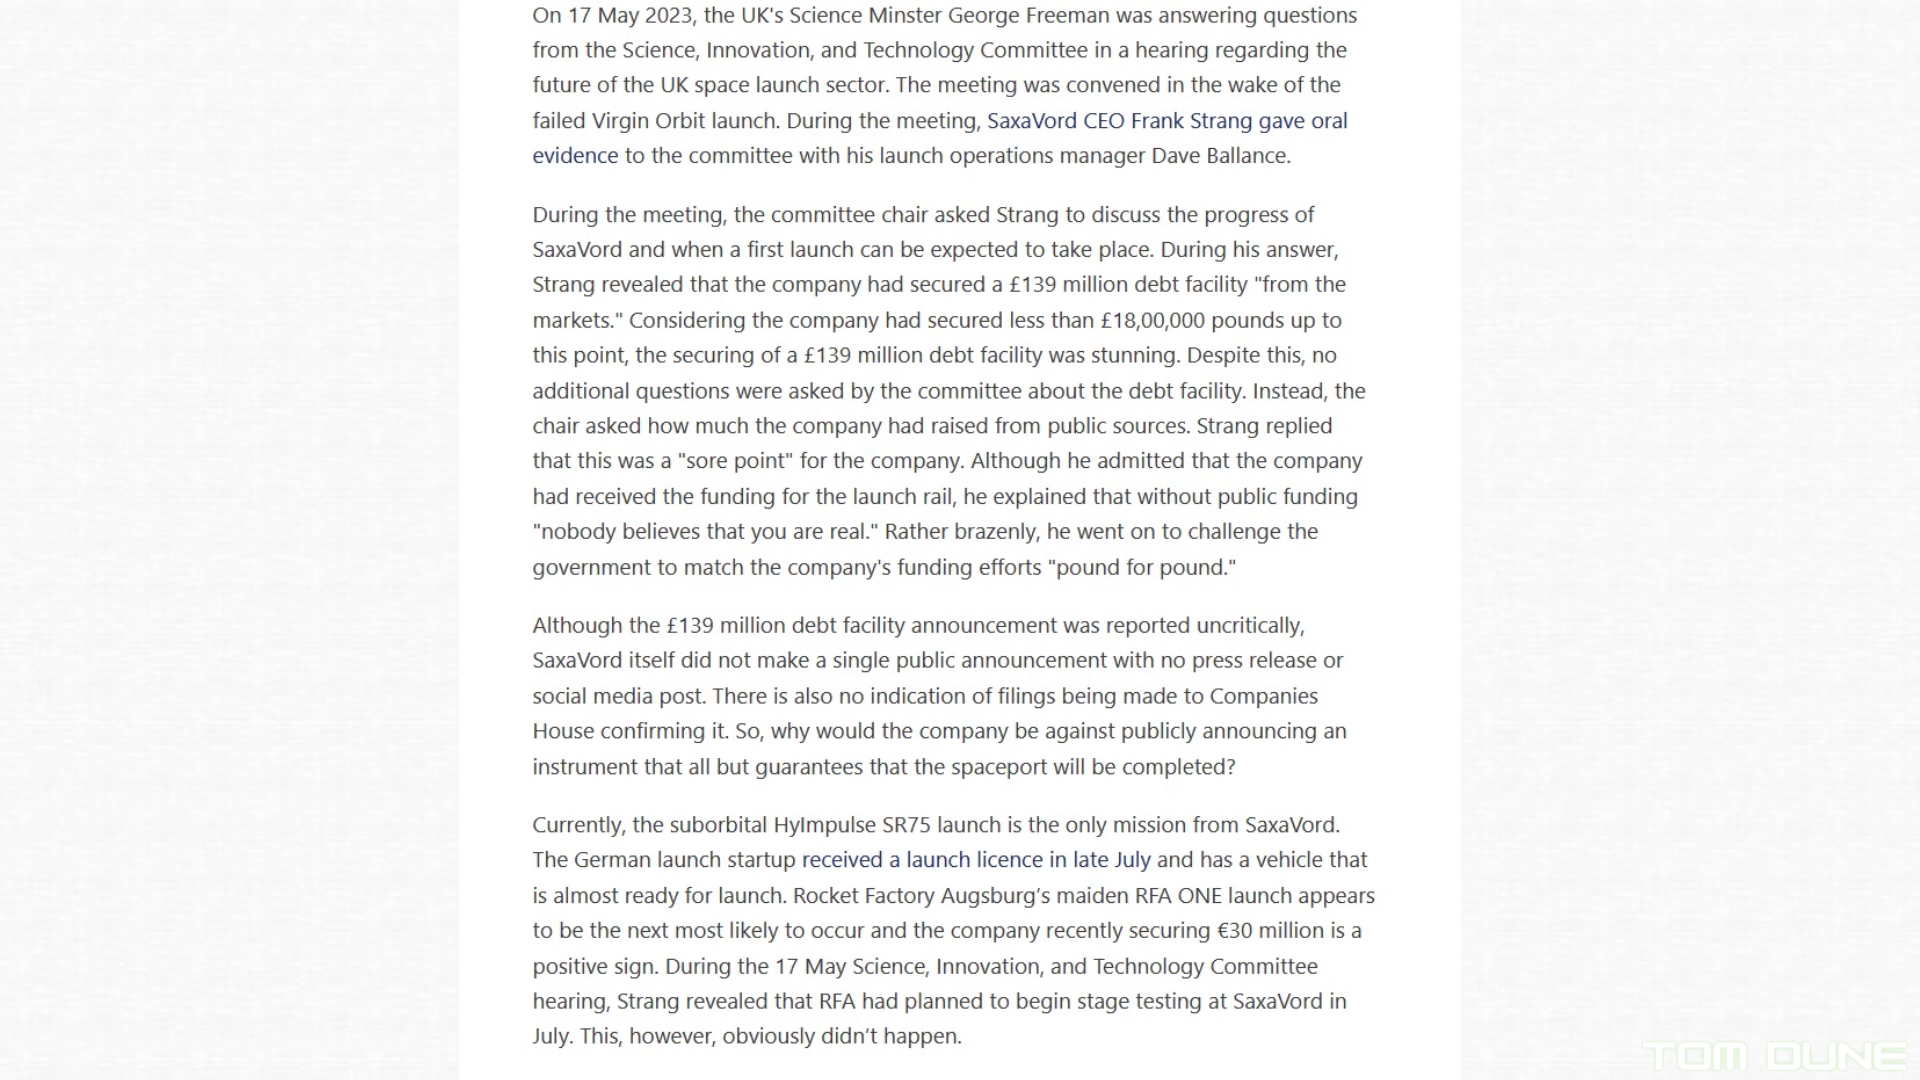 On 17 May 2023, the UK's Science Minster George Freeman was answering questions
from the Science, Innovation, and Technology Committee in a hearing regarding the
future of the UK space launch sector. The meeting was convened in the wake of the
failed Virgin Orbit launch. During the meeting, SaxaVord CEO Frank Strang gave oral
evidence to the committee with his launch operations manager Dave Ballance.
During the meeting, the committee chair asked Strang to discuss the progress of
SaxaVord and when a first launch can be expected to take place. During his answer,
Strang revealed that the company had secured a £139 million debt facility "from the
markets." Considering the company had secured less than £18,00,000 pounds up to
this point, the securing of a £139 million debt facility was stunning. Despite this, no
additional questions were asked by the committee about the debt facility. Instead, the
chair asked how much the company had raised from public sources. Strang replied
that this was a "sore point" for the company. Although he admitted that the company
had received the funding for the launch rail, he explained that without public funding
"nobody believes that you are real." Rather brazenly, he went on to challenge the
government to match the company's funding efforts "pound for pound."
Although the £139 million debt facility announcement was reported uncritically,
SaxaVord itself did not make a single public announcement with no press release or
social media post. There is also no indication of filings being made to Companies
House confirming it. So, why would the company be against publicly announcing an
instrument that all but guarantees that the spaceport will be completed?
Currently, the suborbital HyImpulse SR75 launch is the only mission from SaxaVord.
The German launch startup received a launch licence in late July and has a vehicle that
is almost ready for launch. Rocket Factory Augsburg’s maiden RFA ONE launch appears
to be the next most likely to occur and the company recently securing €30 million is a
positive sign. During the 17 May Science, Innovation, and Technology Committee
hearing, Strang revealed that RFA had planned to begin stage testing at SaxaVord in
July. This, however, obviously didn’t happen.
TOM DUNE